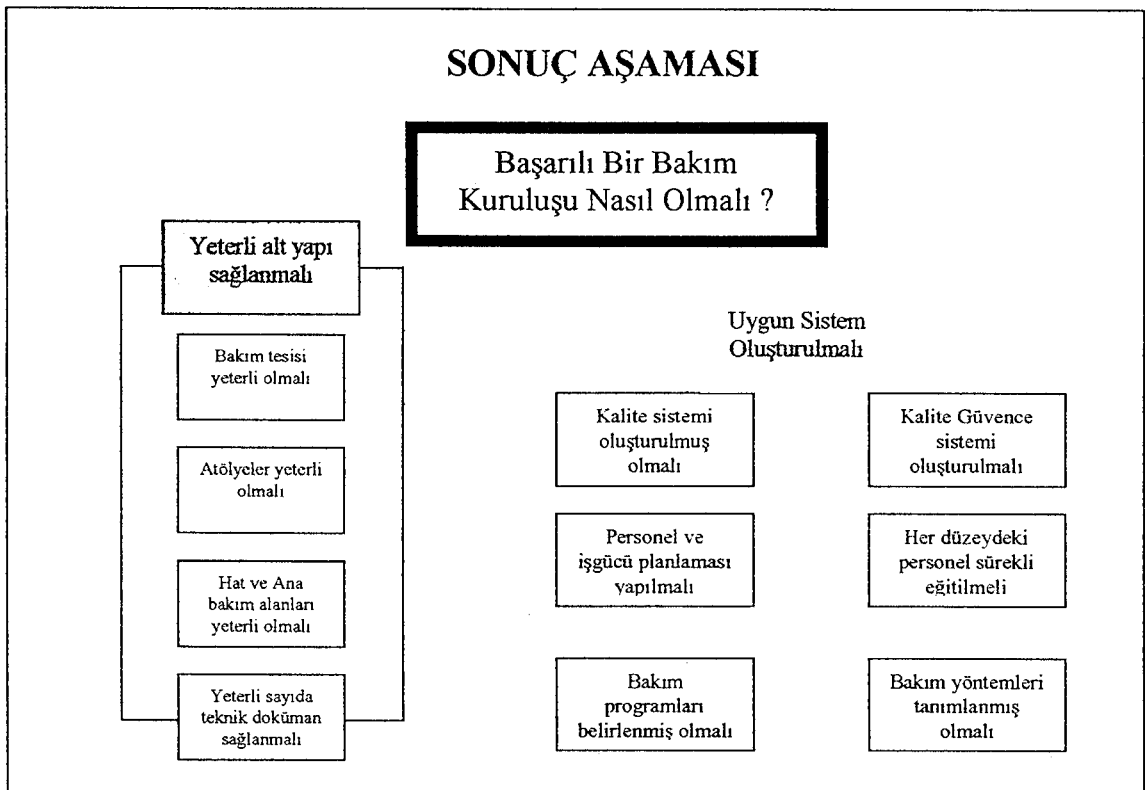 SONUÇ AŞAMASI
Başarılı Bir Bakım
Kuruluşu Nasıl Olmalı ?
Yeterli alt yapı
sağlanmalı
Bakım tesisi
yeterli olmalı
Atölyeler yeterli
olmalı
Hat ve Ana
bakım alanları
yeterli olmalı
Yeterli sayıda
teknik doküman
sağlanmalı
Uygun Sistem
Oluşturulmalı
Kalite sistemi
oluşturulmuş
olmalı
Kalite Güvence
sistemi
oluşturulmalı
Personel ve
işgücü planlaması
yapılmalı
Her düzeydeki
personel sürekli
eğitilmeli
Bakım
programları
belirlenmiş olmalı
Bakım yöntemleri
tanımlanmış
olmalı